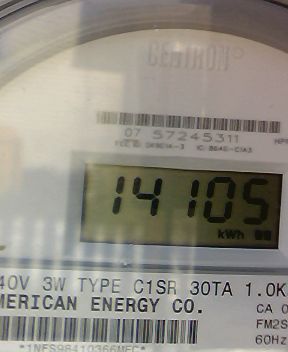 CENTRON®
07 57245311
14105
kWh
40V 3W TYPE C1SR 30TA 1.0K
MERICAN ENERGY CO.
CA 0
FM2S
60Hz
*1NFS98410366MEC*